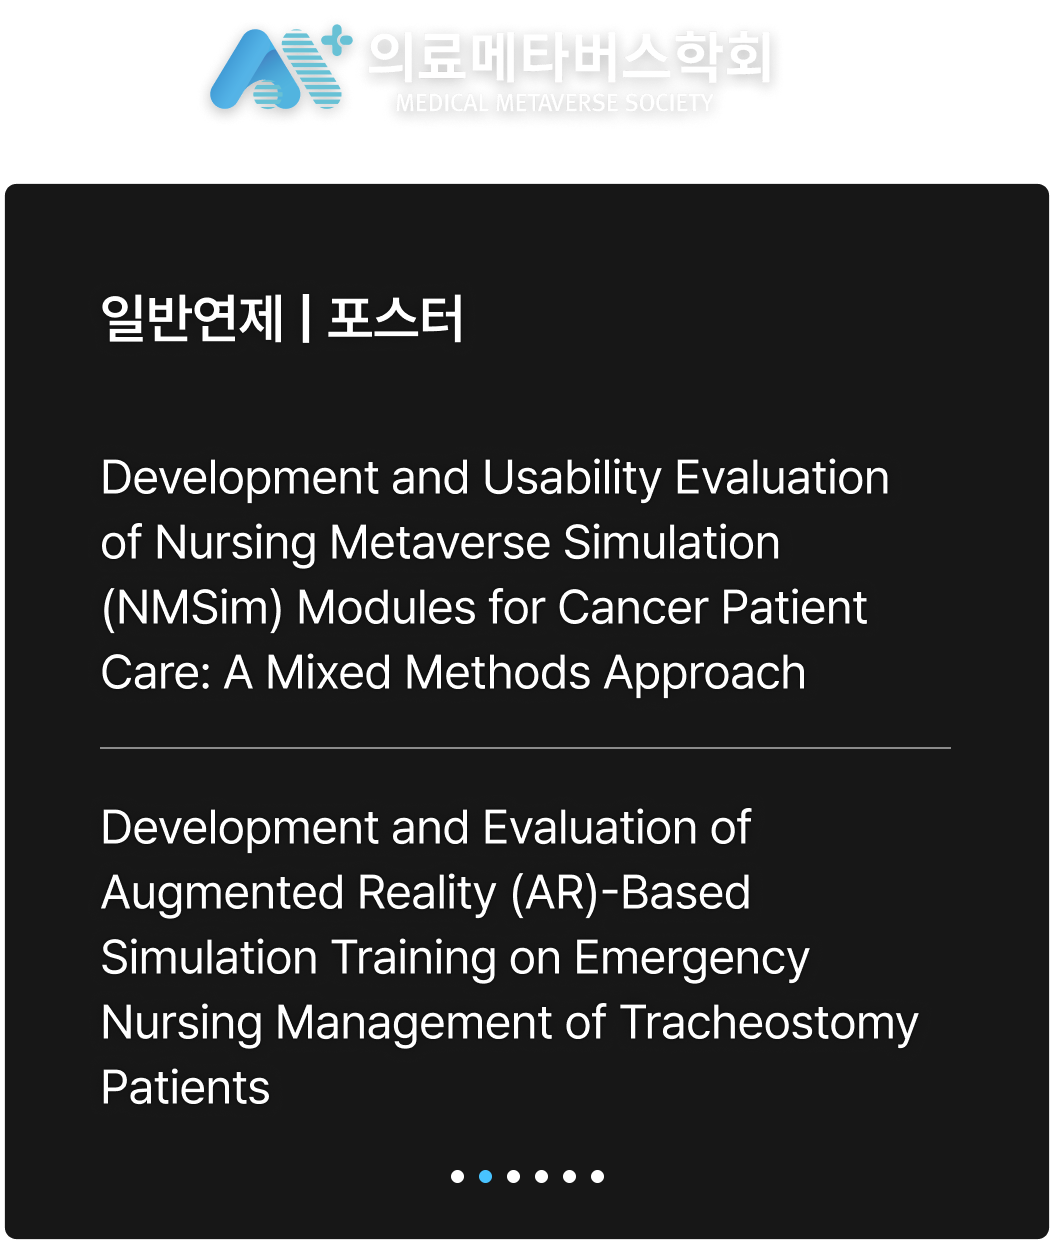 의료메타버스학회
MEDICAL METAVERSE SOCIETY
일반연제 | 포스터
Development and Usability Evaluation
of Nursing Metaverse Simulation
(NMSim) Modules for Cancer Patient
Care: A Mixed Methods Approach
Development and Evaluation of
Augmented Reality (AR)-Based
Simulation Training on Emergency
Nursing Management of Tracheostomy
Patients